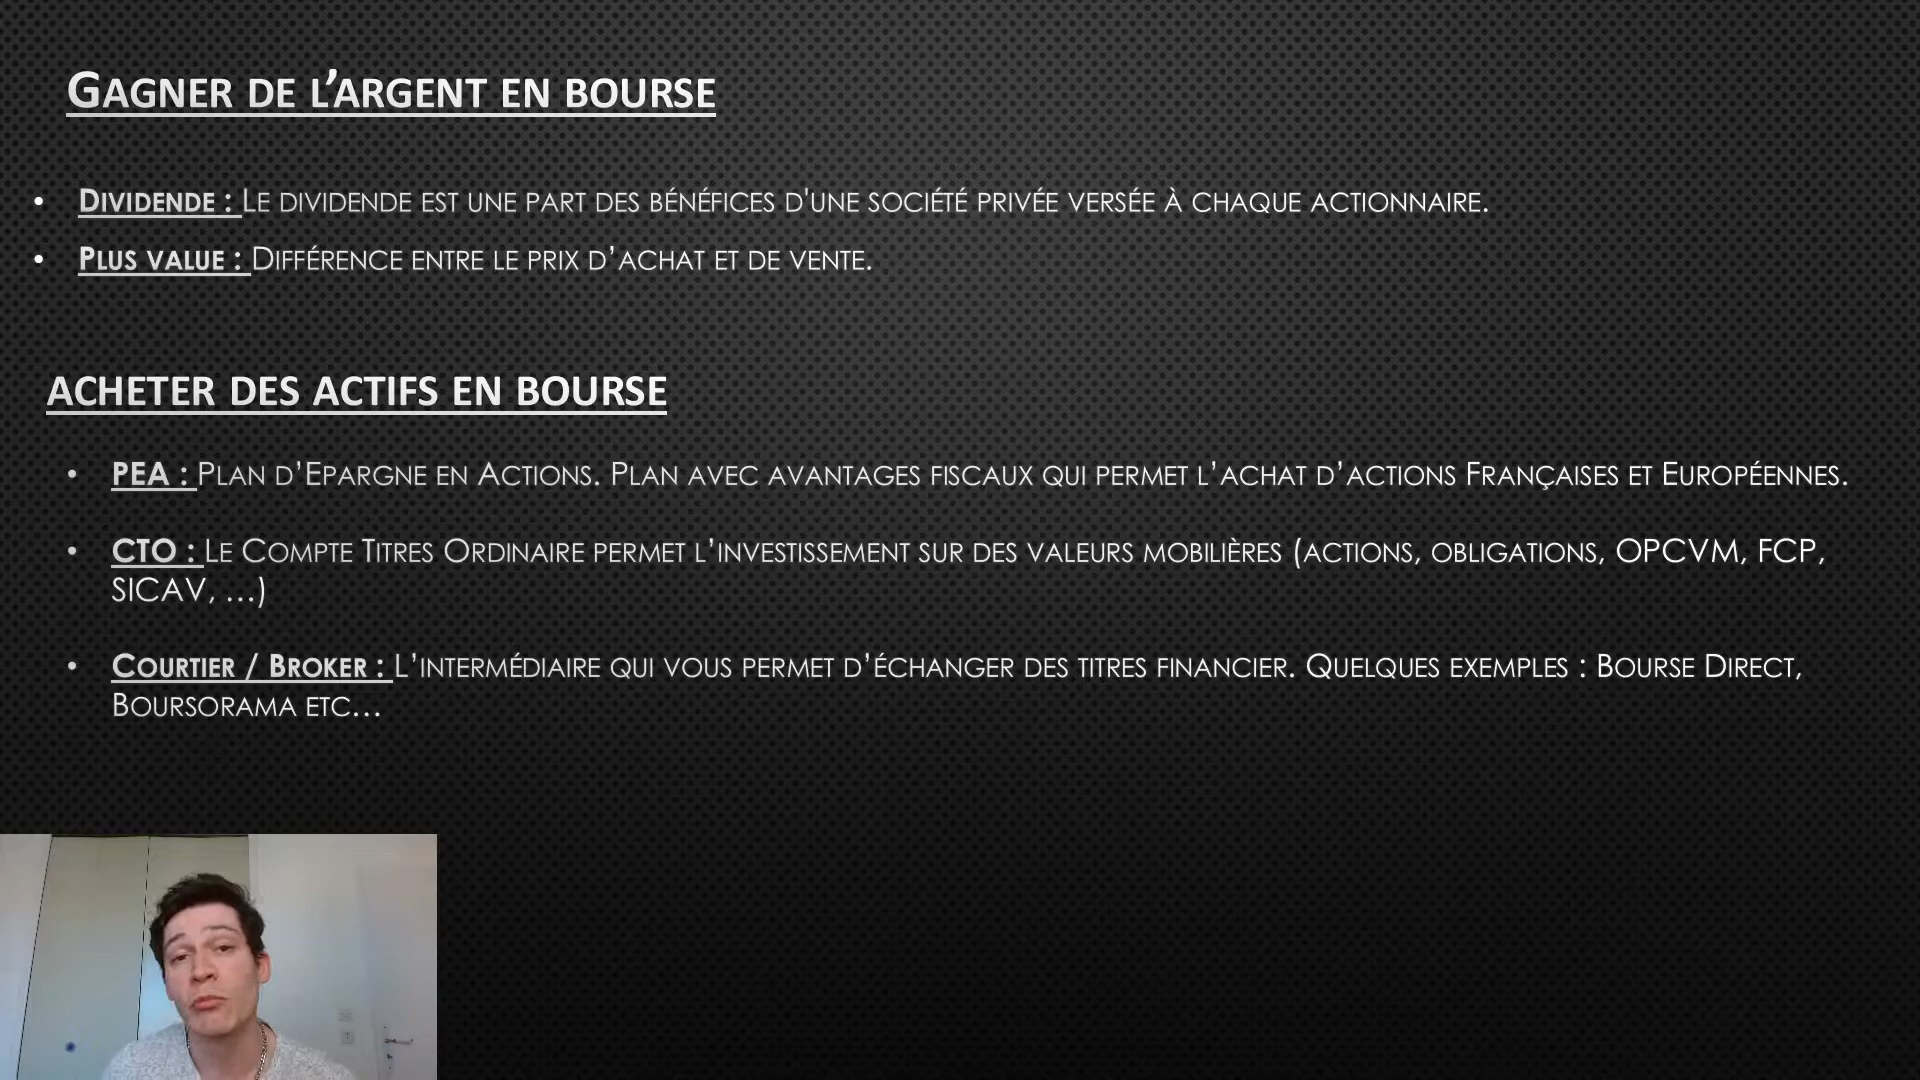 Gagner de l’argent en bourse
• Dividende : Le dividende est une part des bénéfices d'une société privée versée à chaque actionnaire.
• Plus value : Différence entre le prix d’achat et de vente.
acheter des actifs en bourse
• PEA : Plan d’Epargne en Actions. Plan avec avantages fiscaux qui permet l’achat d’actions Françaises et Européennes.
• CTO : Le Compte Titres Ordinaire permet l’investissement sur des valeurs mobilières (actions, obligations, OPCVM, FCP,
SICAV, …)
• Courtier / Broker : L’intermédiaire qui vous permet d’échanger des titres financier. Quelques exemples : Bourse Direct,
Boursorama etc…